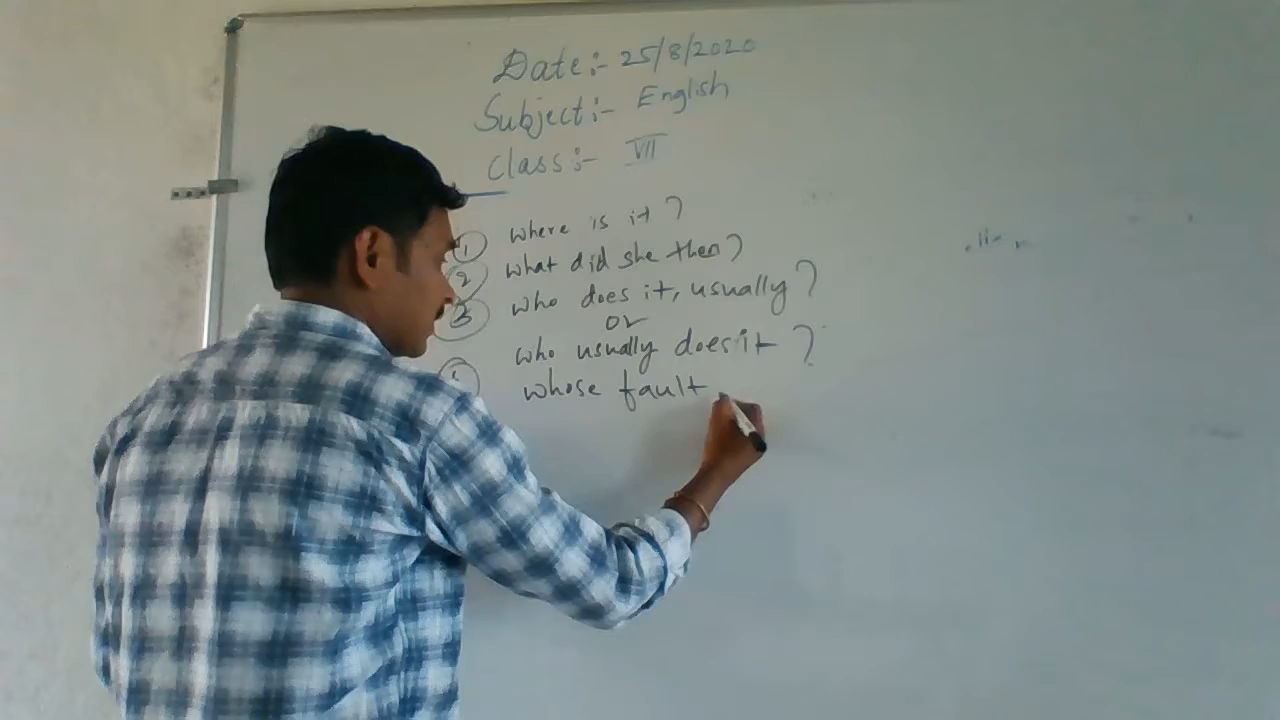 Date:- 25/8/2020
Subject:- English
Class:- VII
1 where is it ?
2 what did she then?
3 who does it, usually ?
or
who usually does it ?
whose fault